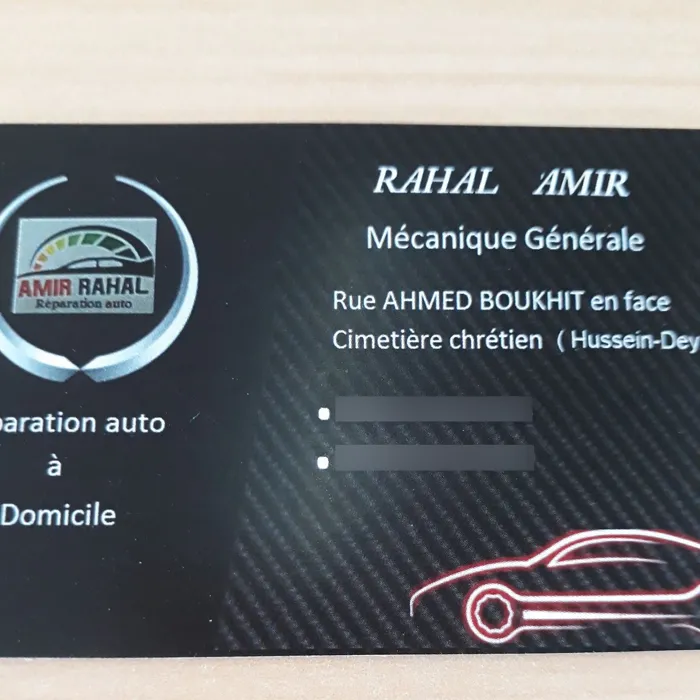 AMIR RAHAL
Réparation auto
paration auto
à
Domicile
RAHAL AMIR
Mécanique Générale
Rue AHMED BOUKHIT en face
Cimetière chrétien ( Hussein-Dey